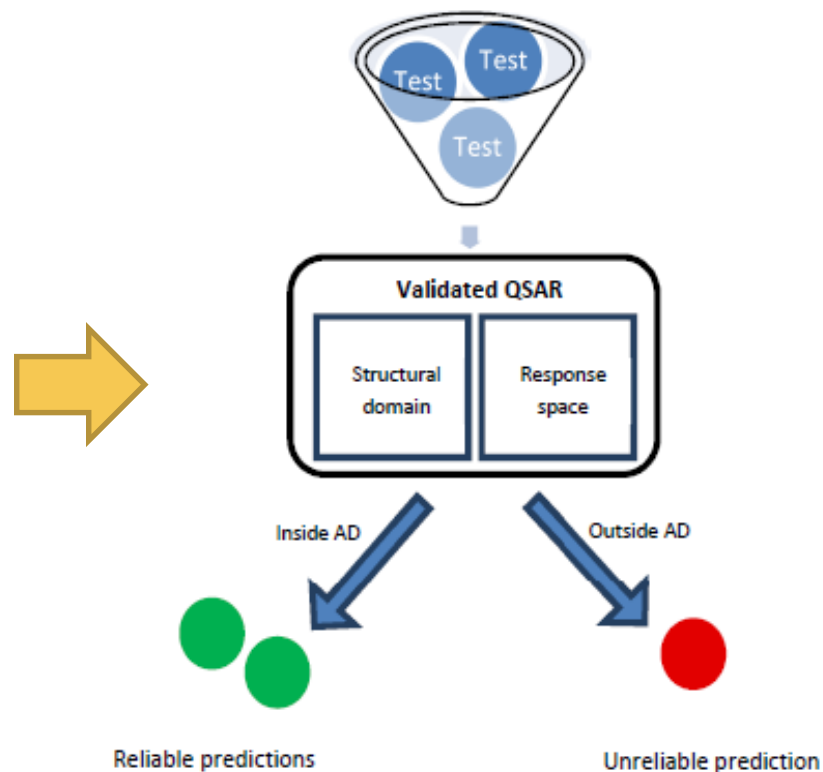 Test
Test
Test
Validated QSAR
Structural
domain
Response
space
Inside AD
Outside AD
Reliable predictions
Unreliable prediction